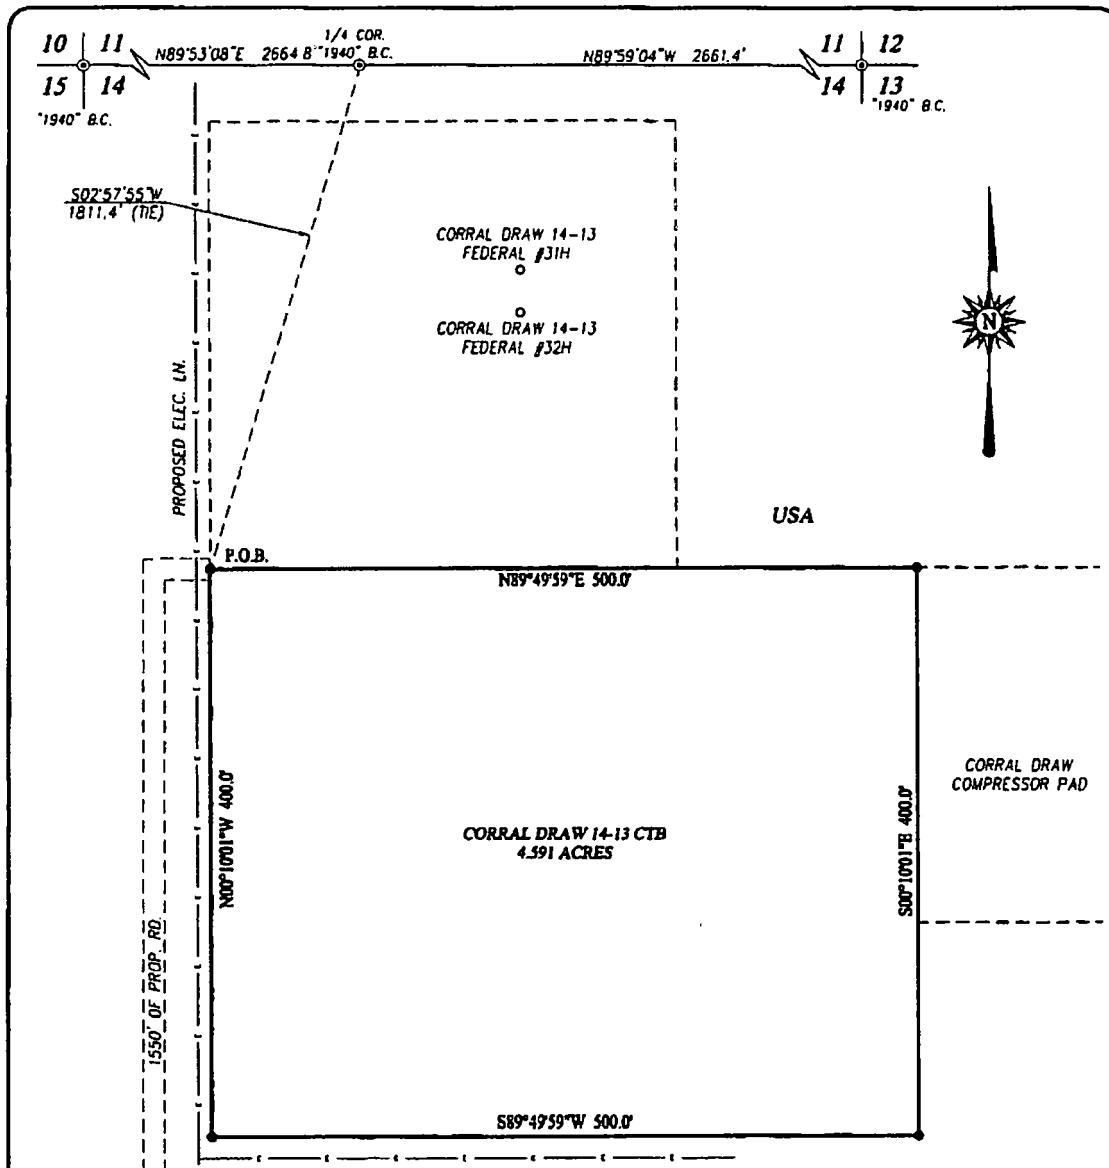 1/4 COR.
10 11 N89°53'08"E 2664.8' "1940" B.C. N89°59'04"W 2661.4' 11 12
15 14 14 13
"1940" B.C. "1940" B.C.
S02°57'55"W
1811.4' (TIE)
CORRAL DRAW 14-13
FEDERAL #31H
CORRAL DRAW 14-13
FEDERAL #32H
PROPOSED ELEC. LN.
N
USA
P.O.B.
N89°49'59"E 500.0'
CORRAL DRAW
COMPRESSOR PAD
N00°10'01"W 400.0'
S00°10'01"E 400.0'
CORRAL DRAW 14-13 CTB
4.591 ACRES
1550' OF PROP. RD.
S89°49'59"W 500.0'